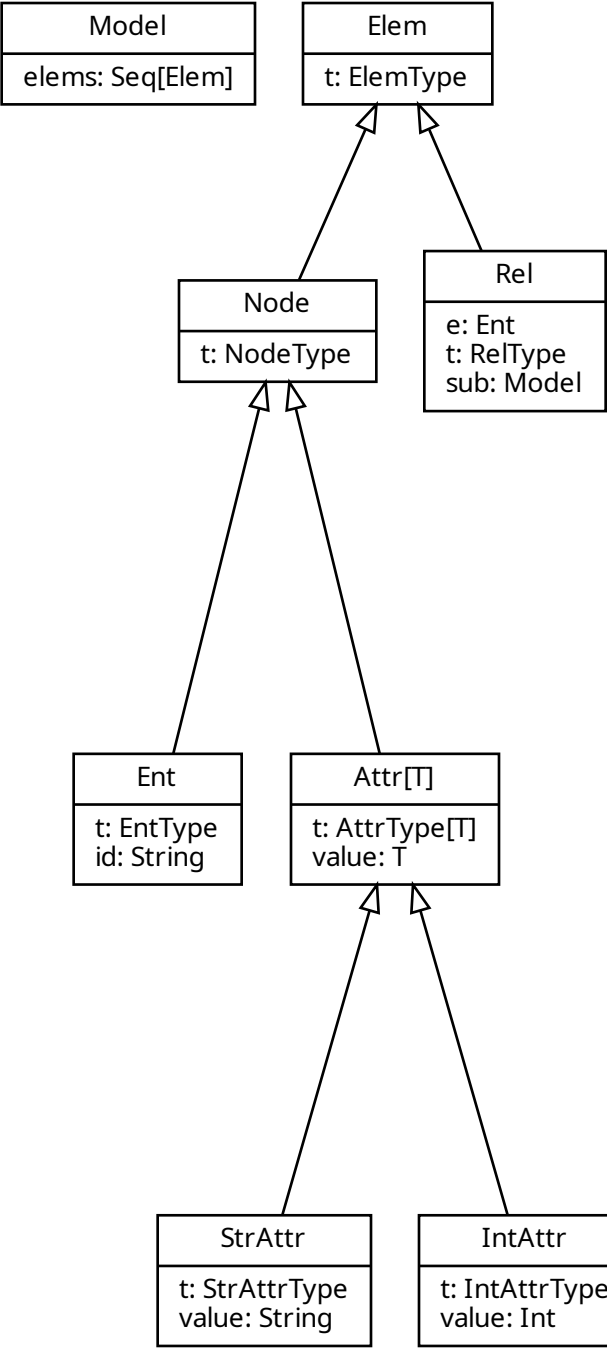 Model
elems: Seq[Elem]
Elem
t: ElemType
Node
t: NodeType
Rel
e: Ent
t: RelType
sub: Model
Ent
t: EntType
id: String
Attr[T]
t: AttrType[T]
value: T
StrAttr
t: StrAttrType
value: String
IntAttr
t: IntAttrType
value: Int